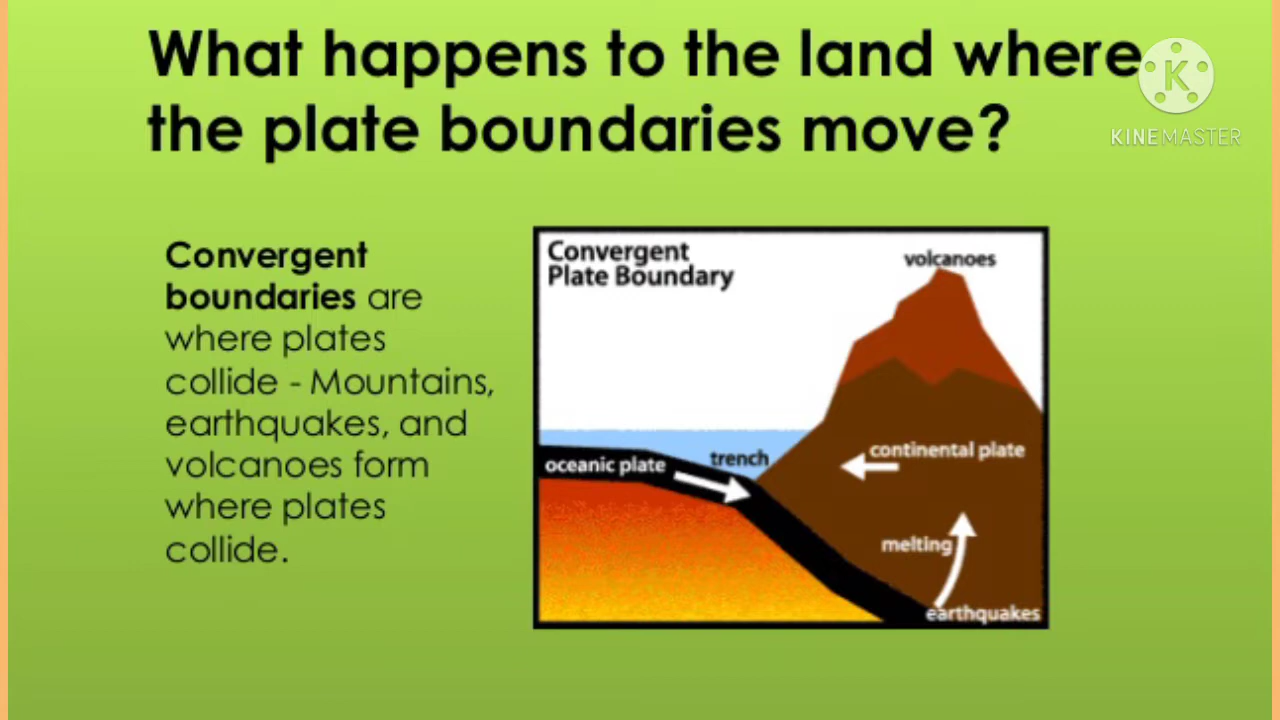 What happens to the land where
the plate boundaries move?
K
KINEMASTER
Convergent
boundaries are
where plates
collide - Mountains,
earthquakes, and
volcanoes form
where plates
collide.
Convergent
Plate Boundary
volcanoes
oceanic plate
trench
continental plate
melting
earthquakes